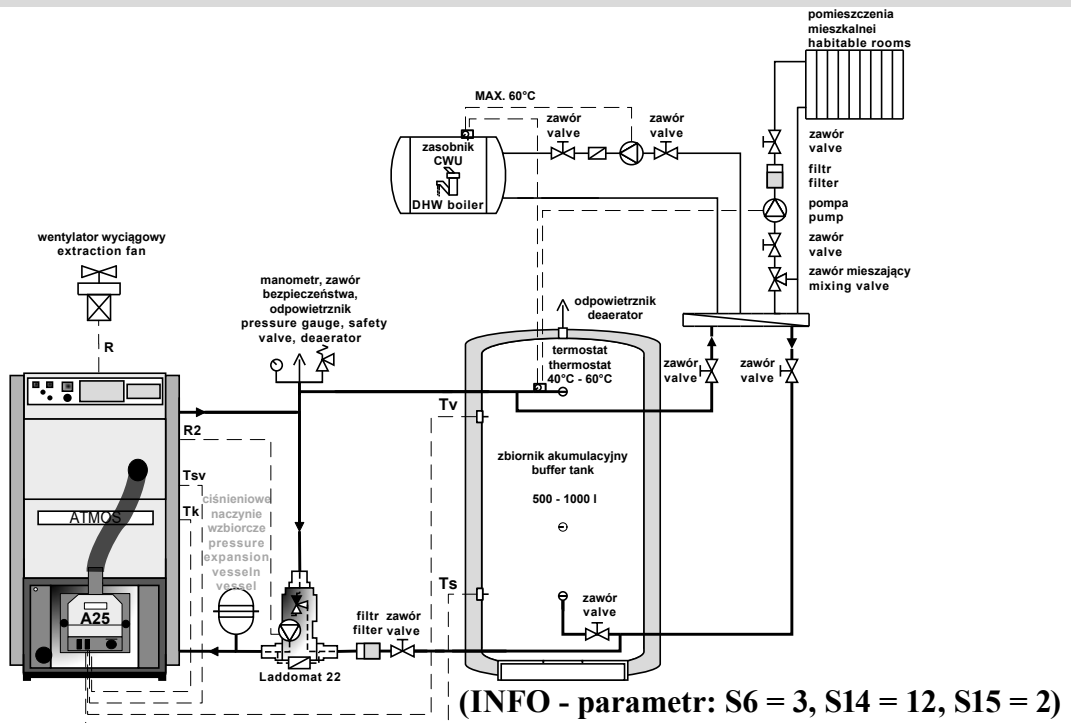 pomieszczenia
mieszkalnei
habitable rooms
MAX. 60°C
zawór
valve
zawór
valve
zawór
valve
zasobnik
CWU
DHW boiler
filtr
filter
pompa
pump
zawór
valve
zawór mieszający
mixing valve
wentylator wyciągowy
extraction fan
R
manometr, zawór
bezpieczeństwa,
odpowietrznik
pressure gauge, safety
valve, deaerator
odpowietrznik
deaerator
termostat
thermostat
40°C - 60°C
zawór
valve
zawór
valve
Tv
R2
Tsv
Tk
ciśnieniowe
naczynie
wzbiorcze
pressure
expansion
vesseln
vessel
zbiornik akumulacyjny
buffer tank
500 - 1000 l
ATMOS
A25
Ts
zawór
valve
filtr
filter
zawór
valve
Laddomat 22
(INFO - parametr: S6 = 3, S14 = 12, S15 = 2)